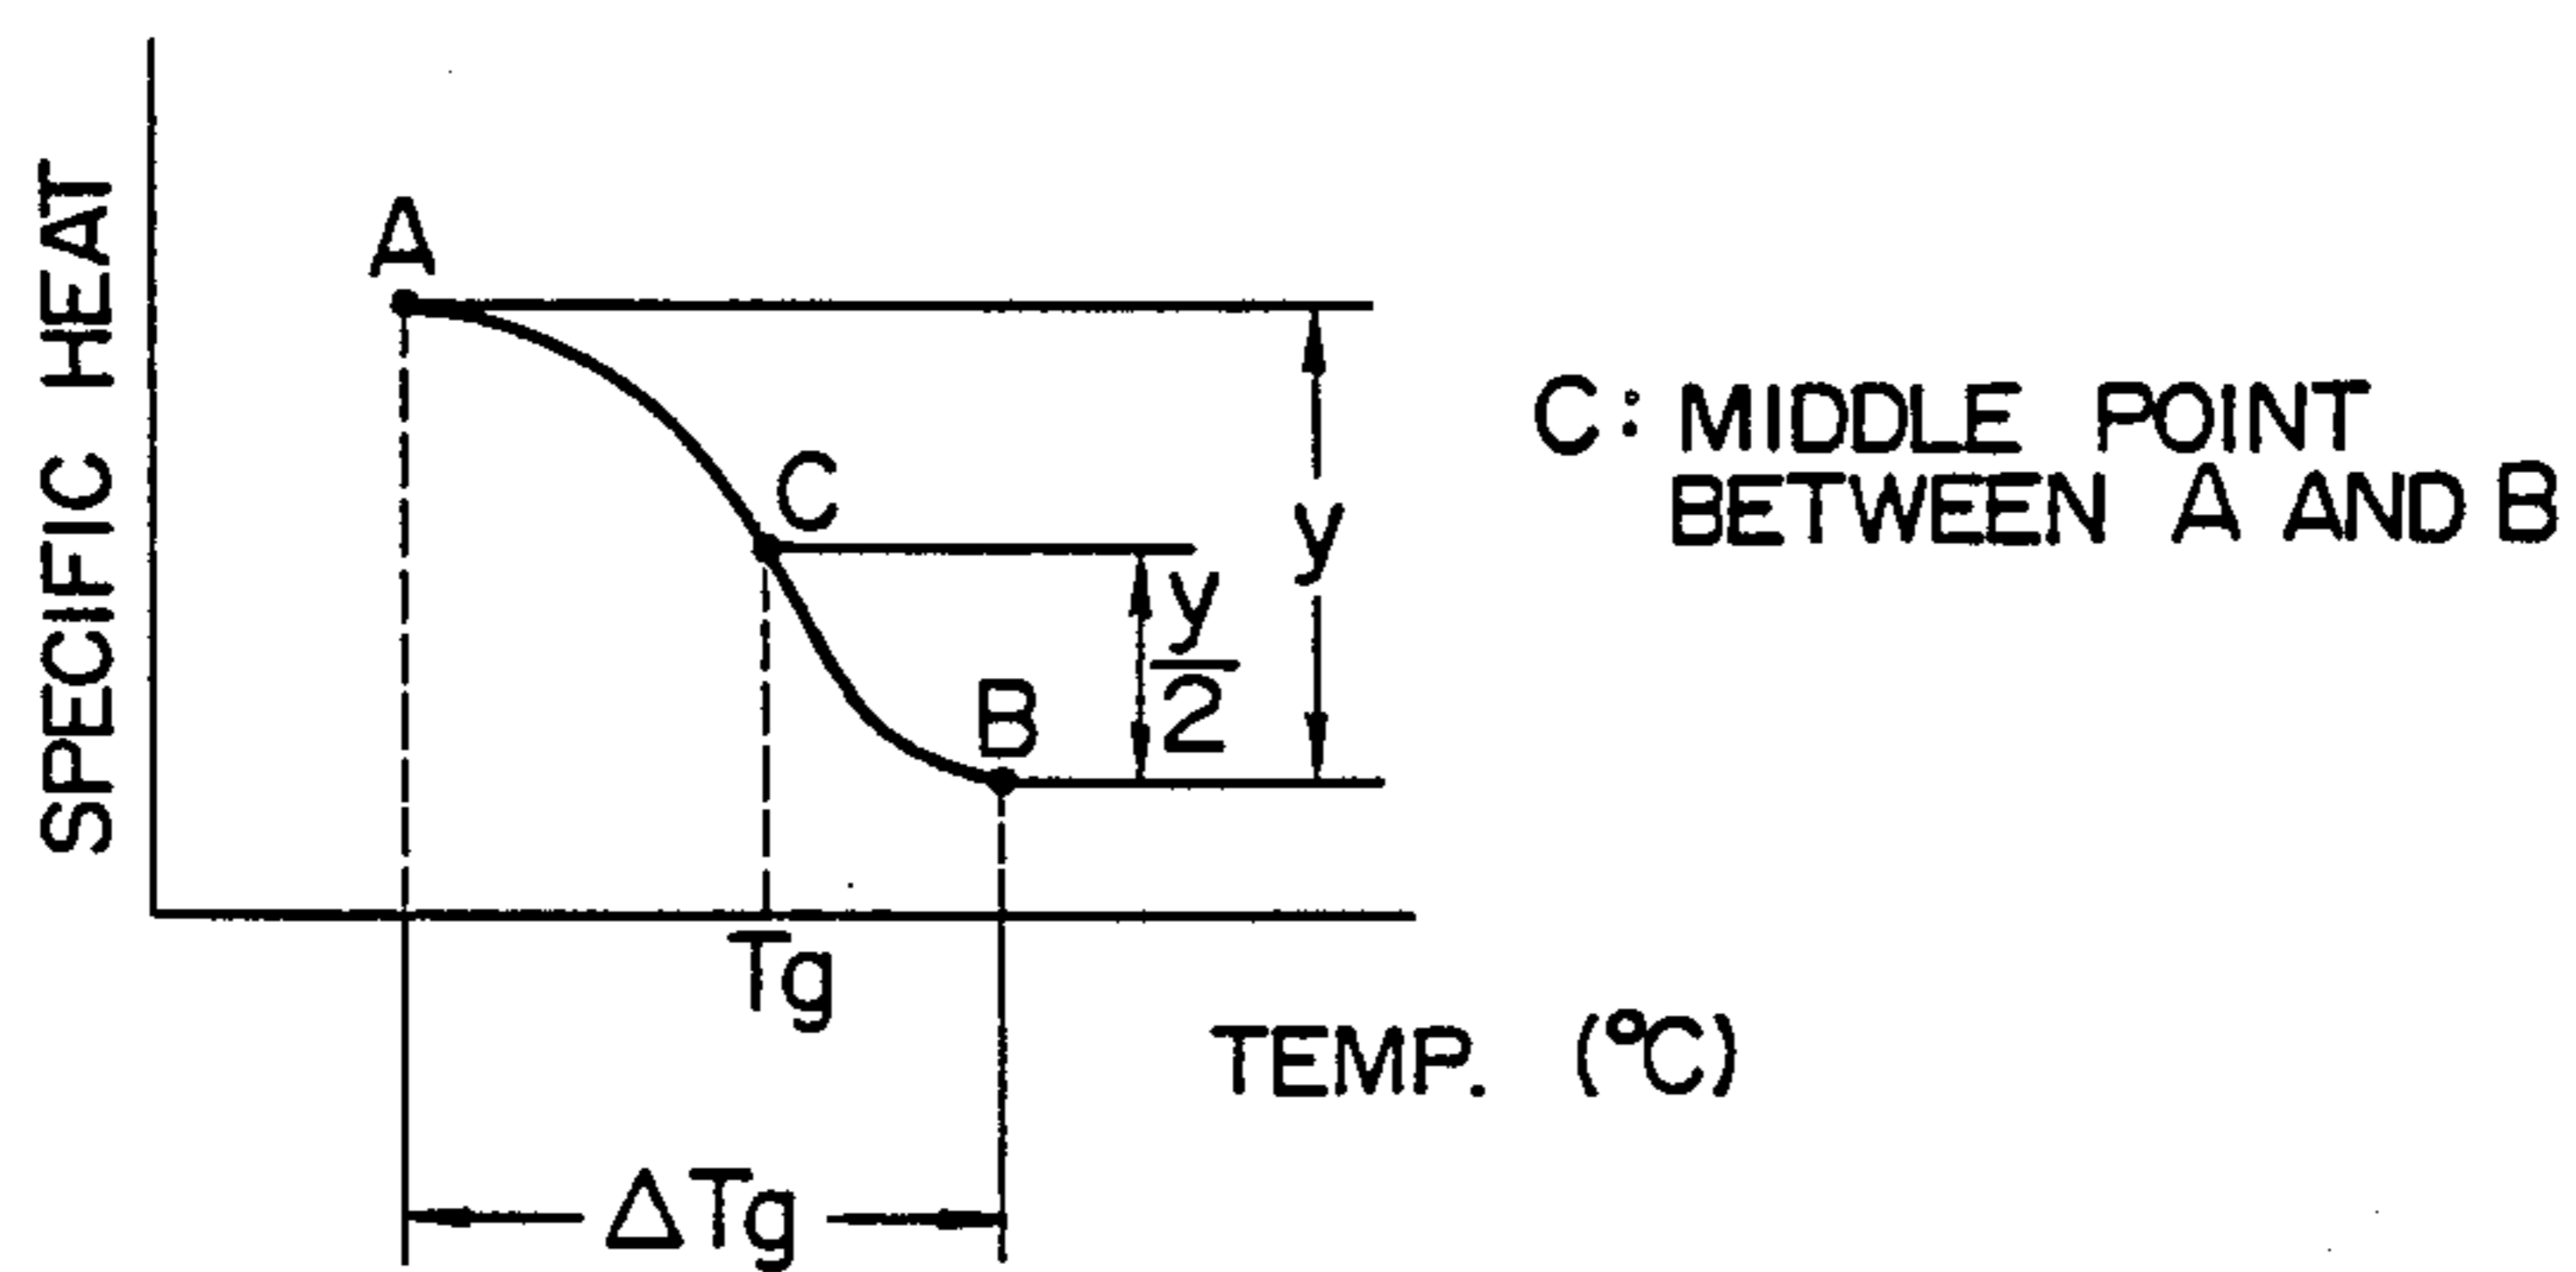 SPECIFIC HEAT
A
C
B
y
y
2
C: MIDDLE POINT
BETWEEN A AND B
Tg
TEMP. (°C)
ΔTg